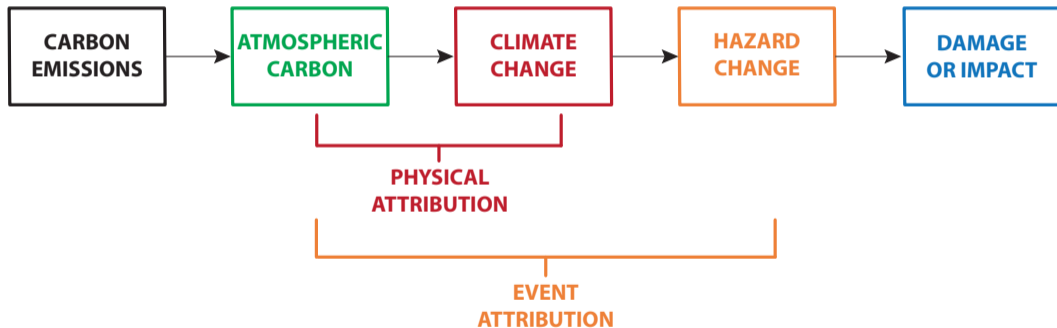 CARBON
EMISSIONS
ATMOSPHERIC
CARBON
CLIMATE
CHANGE
HAZARD
CHANGE
DAMAGE
OR IMPACT
PHYSICAL
ATTRIBUTION
EVENT
ATTRIBUTION